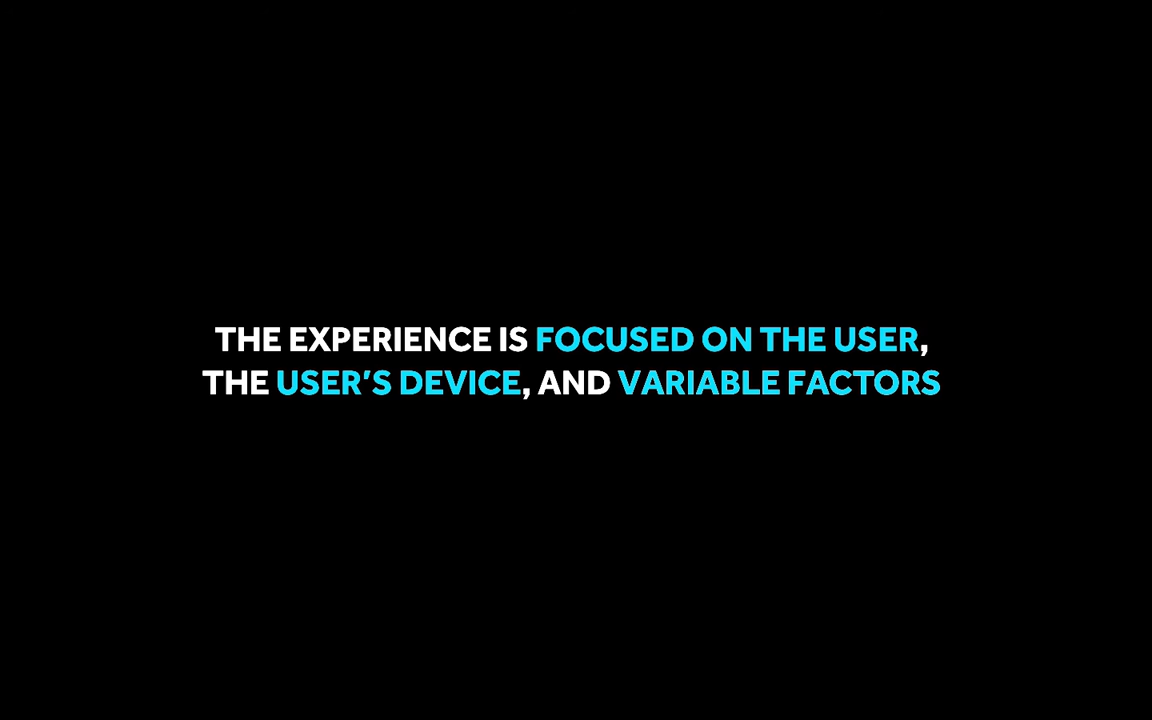 THE EXPERIENCE IS FOCUSED ON THE USER,
THE USER'S DEVICE, AND VARIABLE FACTORS